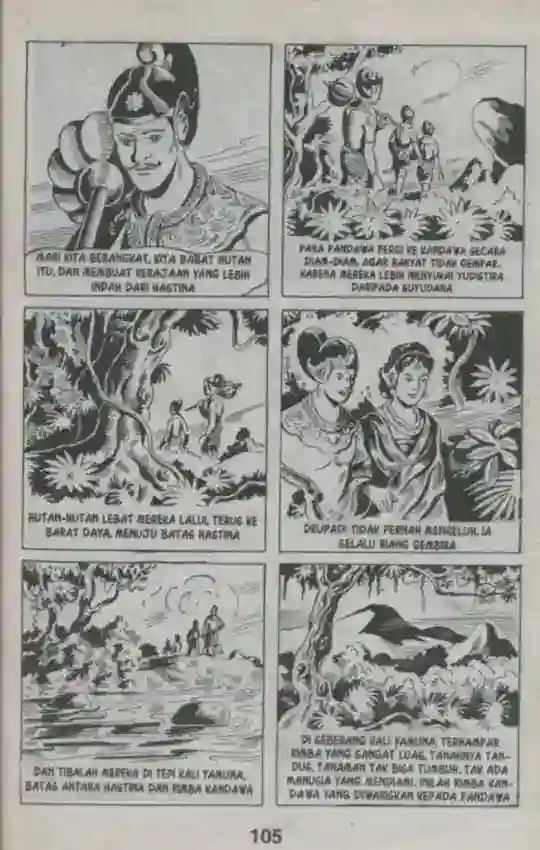 MARI KITA BERANGKAT, KITA BABAT HUTAN
ITU, DAN MEMBUAT KERAJAAN YANG LEBIH
INDAH DARI HASTINA
PARA PANDAWA PERGI KE KANDAWA SECARA
DIAM-DIAM, AGAR RAKYAT TIDAK GEMPAR.
KARENA MEREKA LEBIH MENYUKAI YUDISTIRA
DARIPADA SUYUDANA
HUTAN-HUTAN LEBAT MEREKA LALUI, TERUS KE
BARAT DAYA, MENUJU BATAS HASTINA
DRUPADI TIDAK PERNAH MENGELUH. IA
SELALU RIANG GEMBIRA
DAN TIBALAH MEREKA DI TEPI KALI YAMUNA,
BATAS ANTARA HASTINA DAN RIMBA KANDAWA
DI SEBERANG KALI YAMUNA, TERHAMPAR
RIMBA YANG SANGAT LUAS, TANAHNYA TAN-
DUS, TANAMAN TAK BISA TUMBUH. TAK ADA
MANUSIA YANG MENDIAMI. INILAH RIMBA KAN-
DAWA YANG DIWARISKAN KEPADA PANDAWA
105